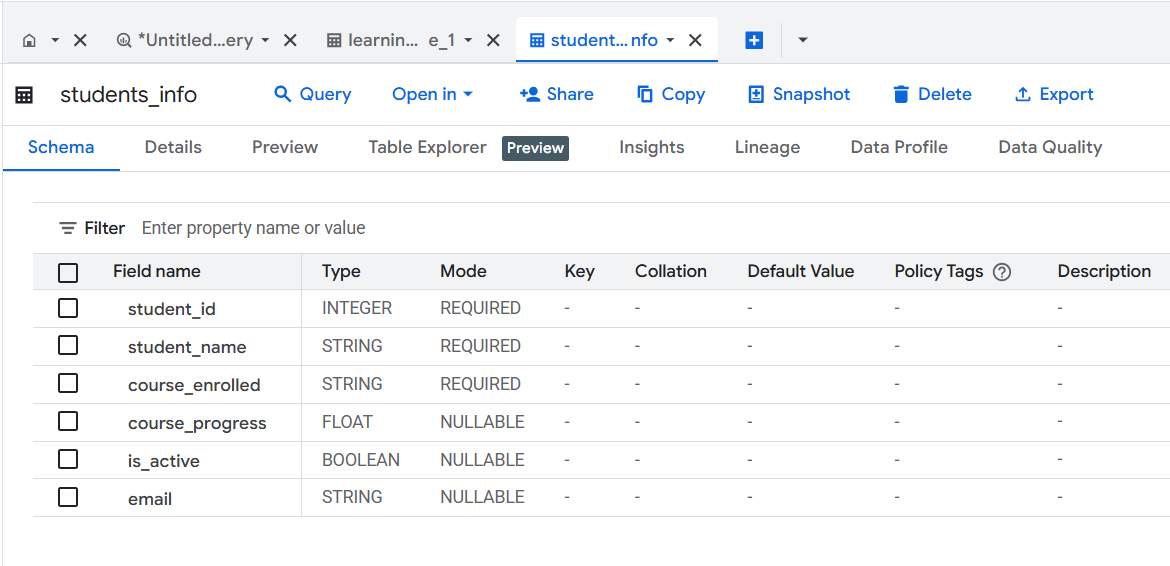 *Untitled...ery learnin... e_1 student...nfo
students_info Query Open in Share Copy Snapshot Delete Export
Schema Details Preview Table Explorer Preview Insights Lineage Data Profile Data Quality
Filter Enter property name or value
Field name Type Mode Key Collation Default Value Policy Tags ? Description
student_id INTEGER REQUIRED - - - - -
student_name STRING REQUIRED - - - - -
course_enrolled STRING REQUIRED - - - - -
course_progress FLOAT NULLABLE - - - - -
is_active BOOLEAN NULLABLE - - - - -
email STRING NULLABLE - - - - -